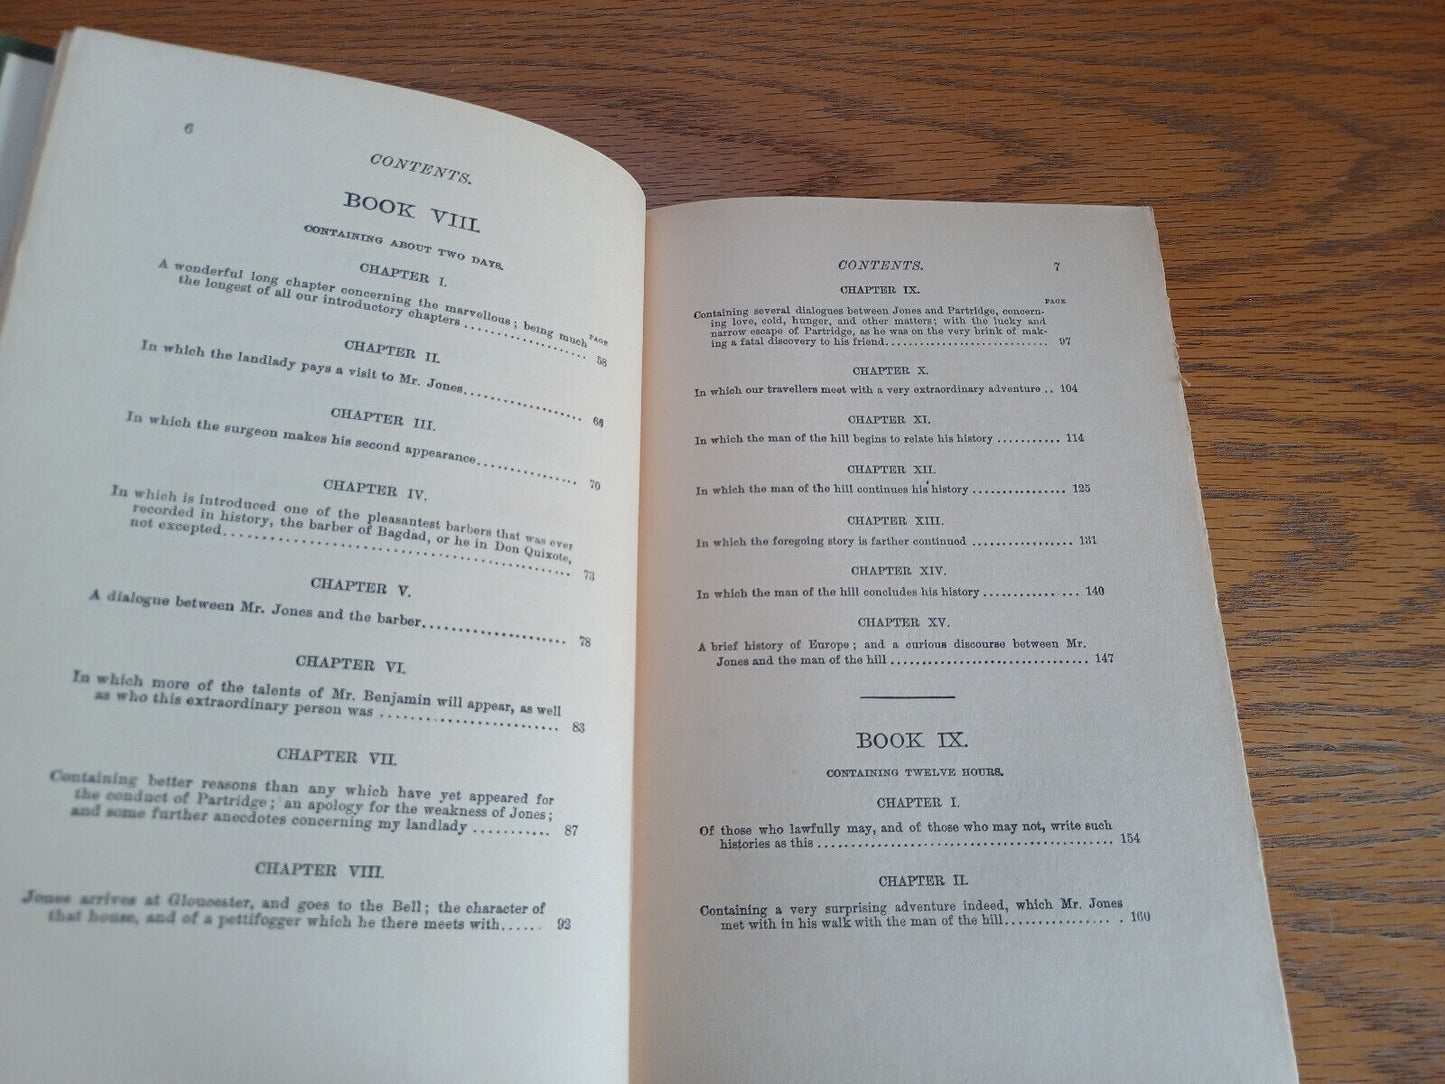 6
CONTENTS.
BOOK VIII.
CONTAINING ABOUT TWO DAYS.
CHAPTER I.
PAGE
A wonderful long chapter concerning the marvellous; being much
the longest of all our introductory chapters .................. 58
CHAPTER II.
In which the landlady pays a visit to Mr. Jones.................. 64
CHAPTER III.
In which the surgeon makes his second appearance............... 70
CHAPTER IV.
In which is introduced one of the pleasantest barbers that was ever
recorded in history, the barber of Bagdad, or he in Don Quixote,
not excepted.................................................. 73
CHAPTER V.
A dialogue between Mr. Jones and the barber..................... 78
CHAPTER VI.
In which more of the talents of Mr. Benjamin will appear, as well
as who this extraordinary person was ........................... 83
CHAPTER VII.
Containing better reasons than any which have yet appeared for
the conduct of Partridge; an apology for the weakness of Jones;
and some further anecdotes concerning my landlady ........... 87
CHAPTER VIII.
Jones arrives at Gloucester, and goes to the Bell; the character of
that house, and of a pettifogger which he there meets with...... 92
CONTENTS. 7
CHAPTER IX.
PAGE
Containing several dialogues between Jones and Partridge, concern-
ing love, cold, hunger, and other matters; with the lucky and
narrow escape of Partridge, as he was on the very brink of mak-
ing a fatal discovery to his friend............................. 97
CHAPTER X.
In which our travellers meet with a very extraordinary adventure .. 104
CHAPTER XI.
In which the man of the hill begins to relate his history ........... 114
CHAPTER XII.
In which the man of the hill continues his history ................ 125
CHAPTER XIII.
In which the foregoing story is farther continued ................. 131
CHAPTER XIV.
In which the man of the hill concludes his history ................ 140
CHAPTER XV.
A brief history of Europe; and a curious discourse between Mr.
Jones and the man of the hill ................................. 147
BOOK IX.
CONTAINING TWELVE HOURS.
CHAPTER I.
Of those who lawfully may, and of those who may not, write such
histories as this ............................................. 154
CHAPTER II.
Containing a very surprising adventure indeed, which Mr. Jones
met with in his walk with the man of the hill.................. 160